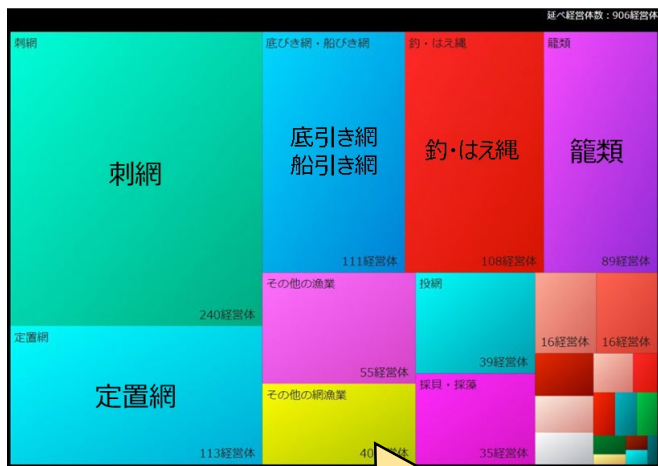 延べ経営体数：906経営体
刺網
刺網
240経営体
定置網
定置網
113経営体
底びき網・船びき網
底引き網
船引き網
111経営体
釣・はえ縄
釣・はえ縄
108経営体
籠類
籠類
89経営体
その他の漁業
55経営体
その他の網漁業
投網
39経営体
採貝・採藻
35経営体
16経営体
16経営体